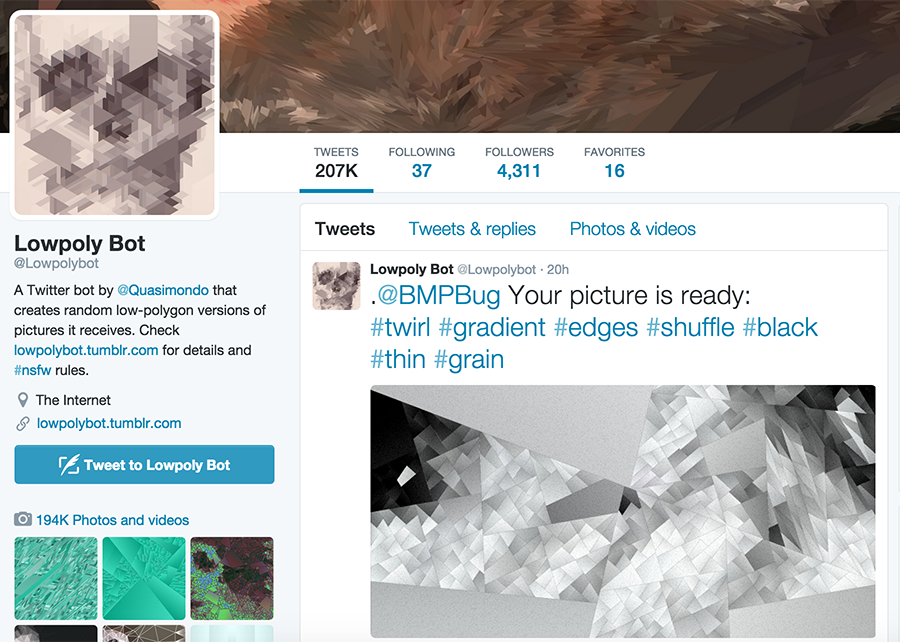 TWEETS FOLLOWING FOLLOWERS FAVORITES
207K 37 4,311 16
Lowpoly Bot
@Lowpolybot
A Twitter bot by @Quasimondo that
creates random low-polygon versions of
pictures it receives. Check
lowpolybot.tumblr.com for details and
#nsfw rules.
The Internet
lowpolybot.tumblr.com
Tweet to Lowpoly Bot
194K Photos and videos
Tweets Tweets & replies Photos & videos
Lowpoly Bot @Lowpolybot · 20h
.@BMPBug Your picture is ready:
#twirl #gradient #edges #shuffle #black
#thin #grain